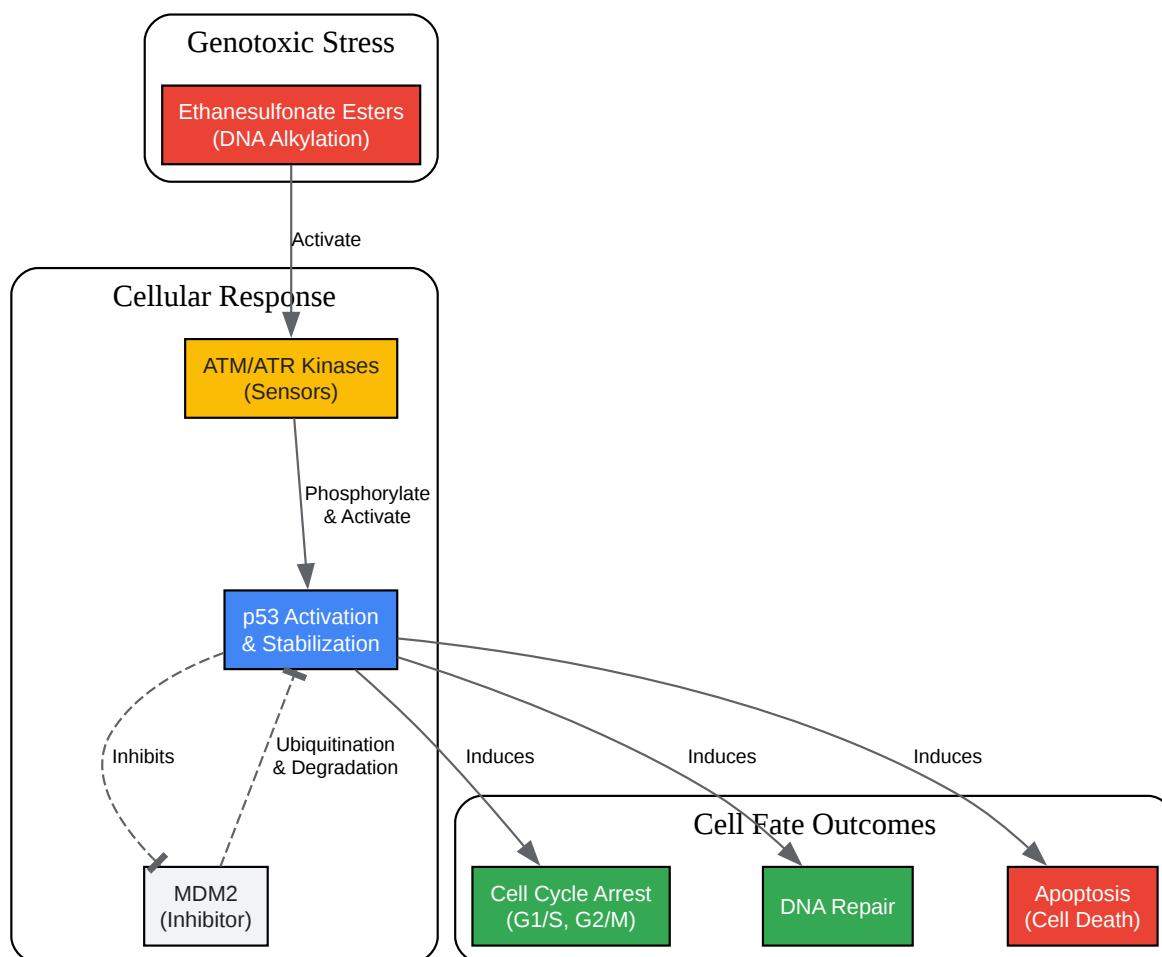 Genotoxic Stress
Ethanesulfonate Esters
(DNA Alkylation)
Activate
Cellular Response
ATM/ATR Kinases
(Sensors)
Phosphorylate
& Activate
p53 Activation
& Stabilization
Inhibits
Ubiquitination
& Degradation
Induces
Induces
Induces
Cell Fate Outcomes
MDM2
(Inhibitor)
Cell Cycle Arrest
(G1/S, G2/M)
DNA Repair
Apoptosis
(Cell Death)